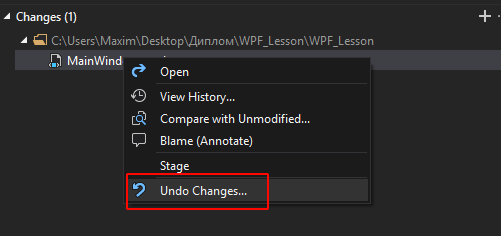 Changes (1)
C:\Users\Maxim\Desktop\Диплом\WPF_Lesson\WPF_Lesson
MainWind
Open
View History...
Compare with Unmodified...
Blame (Annotate)
Stage
Undo Changes...